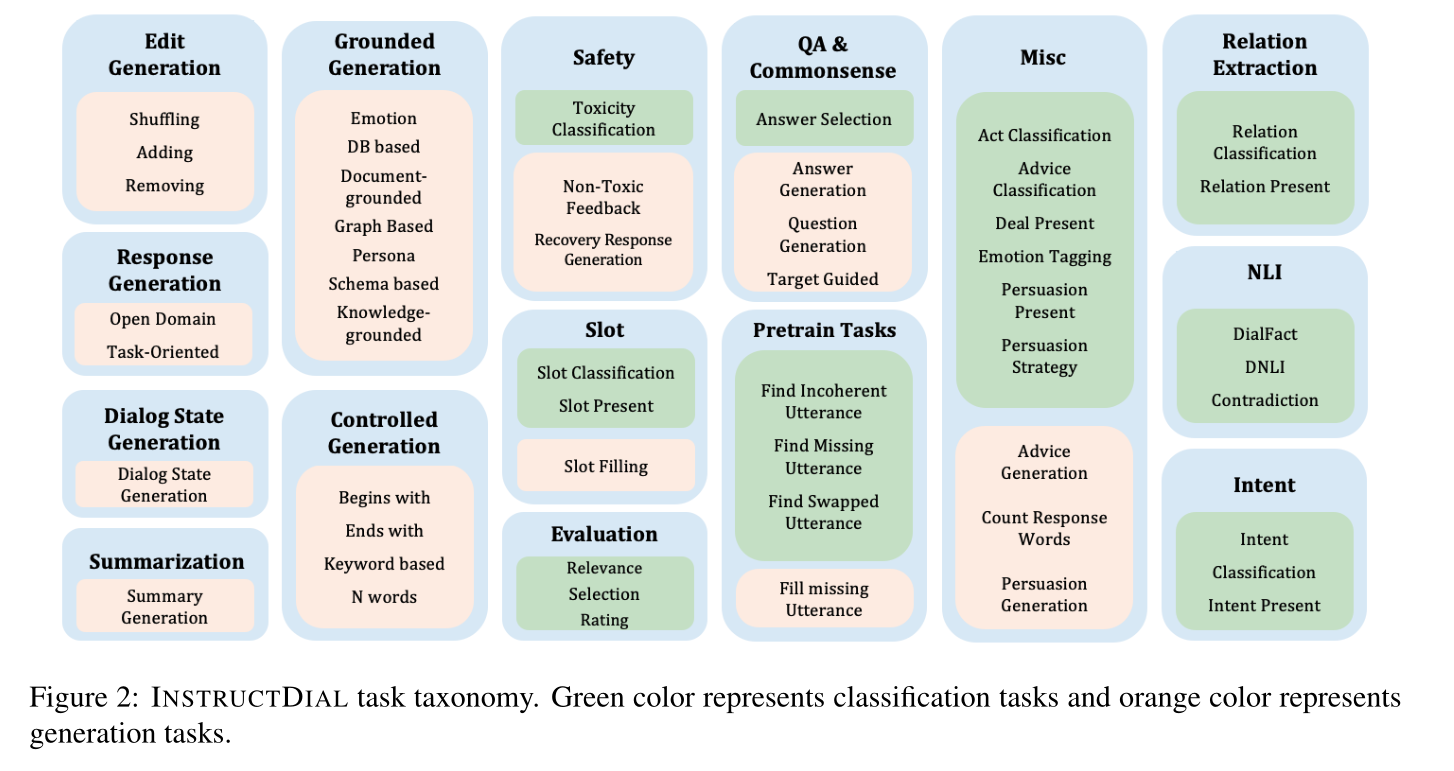 Edit
Generation
Shuffling
Adding
Removing
Response
Generation
Open Domain
Task-Oriented
Dialog State
Generation
Dialog State
Generation
Summarization
Summary
Generation
Grounded
Generation
Emotion
DB based
Document-
grounded
Graph Based
Persona
Schema based
Knowledge-
grounded
Controlled
Generation
Begins with
Ends with
Keyword based
N words
Safety
Toxicity
Classification
Non-Toxic
Feedback
Recovery Response
Generation
Slot
Slot Classification
Slot Present
Slot Filling
Evaluation
Relevance
Selection
Rating
QA &
Commonsense
Answer Selection
Answer
Generation
Question
Generation
Target Guided
Pretrain Tasks
Find Incoherent
Utterance
Find Missing
Utterance
Find Swapped
Utterance
Fill missing
Utterance
Misc
Act Classification
Advice
Classification
Deal Present
Emotion Tagging
Persuasion
Present
Persuasion
Strategy
Advice
Generation
Count Response
Words
Persuasion
Generation
Relation
Extraction
Relation
Classification
Relation Present
NLI
DialFact
DNLI
Contradiction
Intent
Intent
Classification
Intent Present
Figure 2: INSTRUCTDIAL task taxonomy. Green color represents classification tasks and orange color represents
generation tasks.